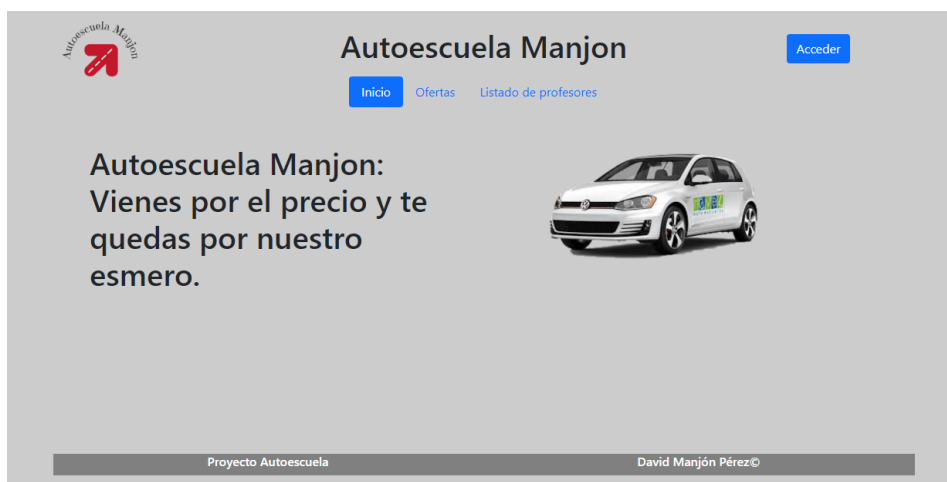 Autoescuela Manjon
Autoescuela Manjon
Acceder
Inicio Ofertas Listado de profesores
Autoescuela Manjon:
Vienes por el precio y te
quedas por nuestro
esmero.
Proyecto Autoescuela David Manjón Pérez©